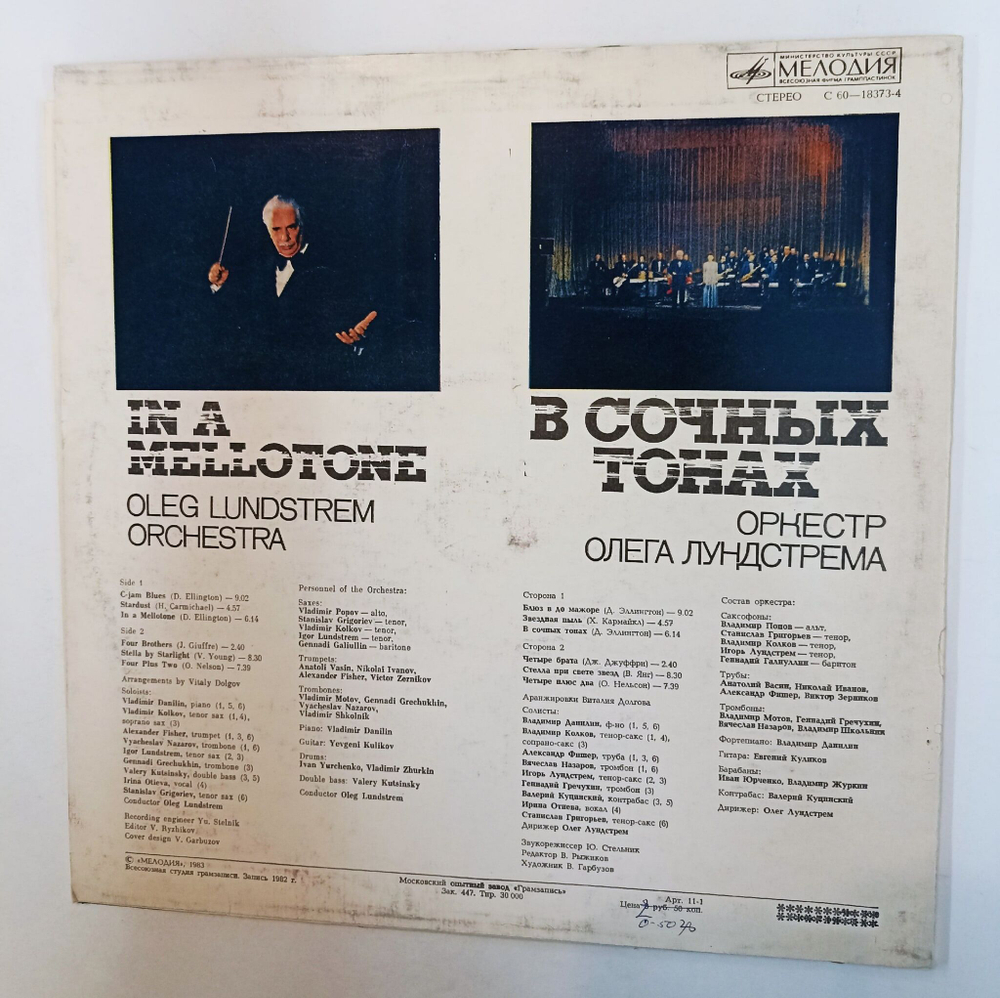 МИНИСТЕРСТВО КУЛЬТУРЫ СССР
МЕЛОДИЯ
ВСЕСОЮЗНАЯ ФИРМА ГРАМПЛАСТИНОК
СТЕРЕО С 60—18373-4
IN A
MELLOTONE
OLEG LUNDSTREM
ORCHESTRA
Side 1
C-jam Blues (D. Ellington) — 9.02
Stardust (H. Carmichael) — 4.57
In a Mellotone (D. Ellington) — 6.14
Side 2
Four Brothers (J. Giuffre) — 2.40
Stella by Starlight (V. Young) — 8.30
Four Plus Two (O. Nelson) — 7.39
Arrangements by Vitaly Dolgov
Soloists:
Vladimir Danilin, piano (1, 5, 6)
Vladimir Kolkov, tenor sax (1, 4),
soprano sax (3)
Alexander Fisher, trumpet (1, 3, 6)
Vyacheslav Nazarov, trombone (1, 6)
Igor Lundstrem, tenor sax (2, 3)
Gennadi Grechukhin, trombone (3)
Valery Kutsinsky, double bass (3, 5)
Irina Otieva, vocal (4)
Stanislav Grigoriev, tenor sax (6)
Conductor Oleg Lundstrem
Recording engineer Yu. Stelnik
Editor V. Ryzhikov
Cover design V. Garbuzov
Personnel of the Orchestra:
Saxes:
Vladimir Popov — alto,
Stanislav Grigoriev — tenor,
Vladimir Kolkov — tenor,
Igor Lundstrem — tenor,
Gennadi Galiullin — baritone
Trumpets:
Anatoli Vasin, Nikolai Ivanov,
Alexander Fisher, Victor Zernikov
Trombones:
Vladimir Motov, Gennadi Grechukhin,
Vyacheslav Nazarov,
Vladimir Shkolnik
Piano: Vladimir Danilin
Guitar: Yevgeni Kulikov
Drums:
Ivan Yurchenko, Vladimir Zhurkin
Double bass: Valery Kutsinsky
Conductor Oleg Lundstrem
В СОЧНЫХ
ТОНАХ
ОРКЕСТР
ОЛЕГА ЛУНДСТРЕМА
Сторона 1
Блюз в до мажоре (Д. Эллингтон) — 9.02
Звездная пыль (Х. Кармайкл) — 4.57
В сочных тонах (Д. Эллингтон) — 6.14
Сторона 2
Четыре брата (Дж. Джуффри) — 2.40
Стелла при свете звезд (В. Янг) — 8.30
Четыре плюс два (О. Нельсон) — 7.39
Аранжировки Виталия Долгова
Солисты:
Владимир Данилин, ф-но (1, 5, 6)
Владимир Колков, тенор-сакс (1, 4),
сопрано-сакс (3)
Александр Фишер, труба (1, 3, 6)
Вячеслав Назаров, тромбон (1, 6)
Игорь Лундстрем, тенор-сакс (2, 3)
Геннадий Гречухин, тромбон (3)
Валерий Куцинский, контрабас (3, 5)
Ирина Отиева, вокал (4)
Станислав Григорьев, тенор-сакс (6)
Дирижер Олег Лундстрем
Звукорежиссер Ю. Стельник
Редактор В. Рыжиков
Художник В. Гарбузов
Состав оркестра:
Саксофоны:
Владимир Попов — альт,
Станислав Григорьев — тенор,
Владимир Колков — тенор,
Игорь Лундстрем — тенор,
Геннадий Галиуллин — баритон
Трубы:
Анатолий Васин, Николай Иванов,
Александр Фишер, Виктор Зерников
Тромбоны:
Владимир Мотов, Геннадий Гречухин,
Вячеслав Назаров, Владимир Школьник
Фортепиано: Владимир Данилин
Гитара: Евгений Куликов
Барабаны:
Иван Юрченко, Владимир Журкин
Контрабас: Валерий Куцинский
Дирижер: Олег Лундстрем
© «МЕЛОДИЯ», 1983
Всесоюзная студия грамзаписи. Запись 1982 г.
Московский опытный завод «Грамзапись»
Зак. 447. Тир. 30 000
Арт. 11-1
Цена руб. 50 коп.